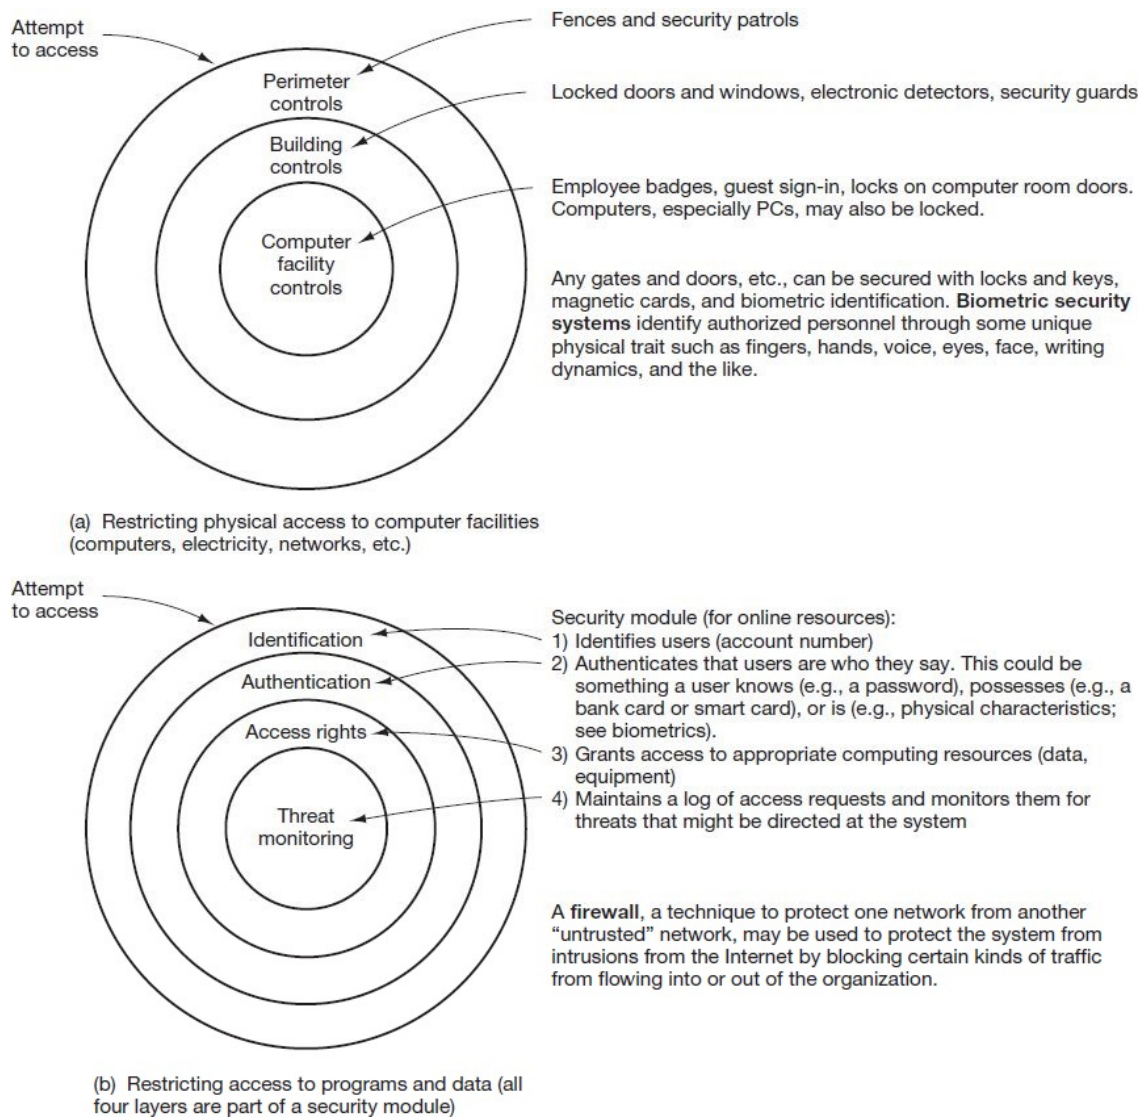 Attempt
to access
Fences and security patrols
Perimeter
controls
Locked doors and windows, electronic detectors, security guards
Building
controls
Employee badges, guest sign-in, locks on computer room doors.
Computers, especially PCs, may also be locked.
Computer
facility
controls
Any gates and doors, etc., can be secured with locks and keys,
magnetic cards, and biometric identification. Biometric security
systems identify authorized personnel through some unique
physical trait such as fingers, hands, voice, eyes, face, writing
dynamics, and the like.
(a) Restricting physical access to computer facilities
(computers, electricity, networks, etc.)
Attempt
to access
Identification
Authentication
Access rights
Threat
monitoring
Security module (for online resources):
1) Identifies users (account number)
2) Authenticates that users are who they say. This could be
something a user knows (e.g., a password), possesses (e.g., a
bank card or smart card), or is (e.g., physical characteristics;
see biometrics).
3) Grants access to appropriate computing resources (data,
equipment)
4) Maintains a log of access requests and monitors them for
threats that might be directed at the system
A firewall, a technique to protect one network from another
“untrusted” network, may be used to protect the system from
intrusions from the Internet by blocking certain kinds of traffic
from flowing into or out of the organization.
(b) Restricting access to programs and data (all
four layers are part of a security module)